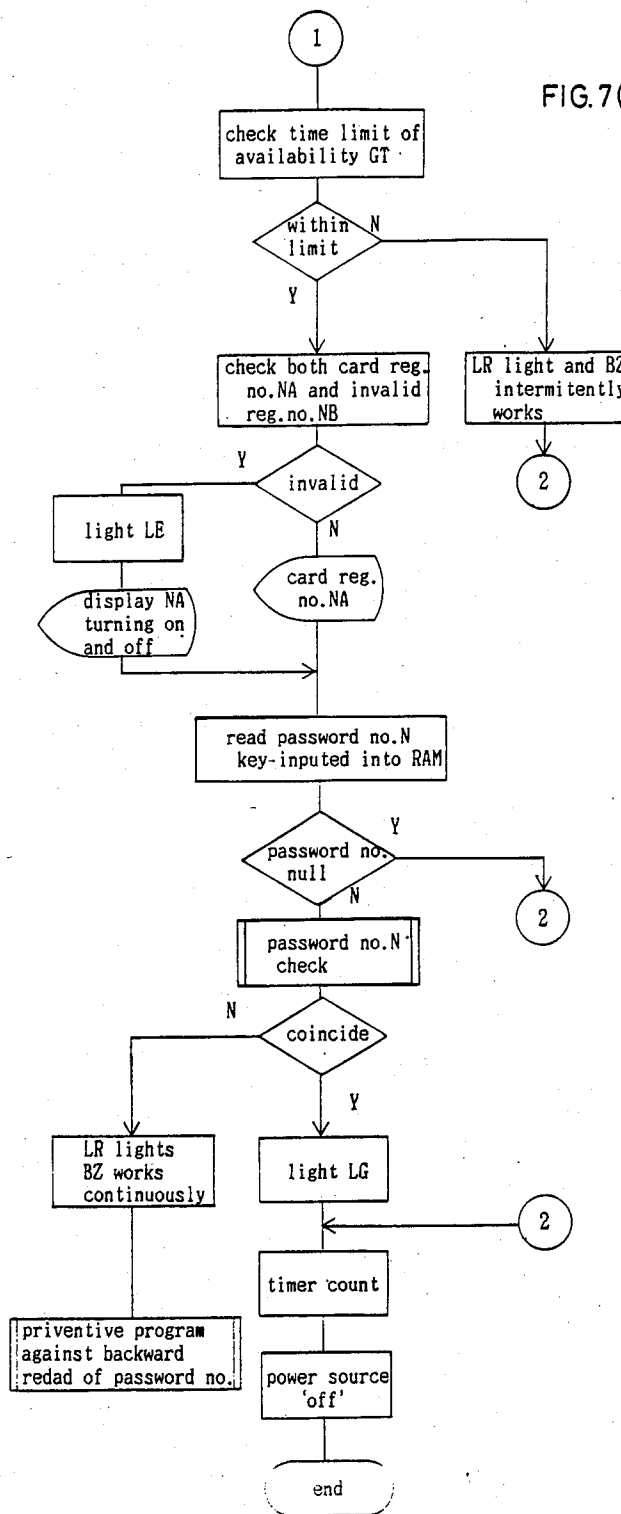 1
FIG.7(
check time limit of
availability GT
within
limit
N
Y
check both card reg.
no.NA and invalid
reg.no.NB
LR light and BZ
intermitently
works
2
Y
invalid
N
light LE
card reg.
no.NA
display NA
turning on
and off
read password no.N
key-inputed into RAM
Y
password no.
null
N
2
password no.N
check
N
coincide
Y
LR lights
BZ works
continuously
light LG
2
timer count
priventive program
against backward
redad of password no.
power source
'off'
end